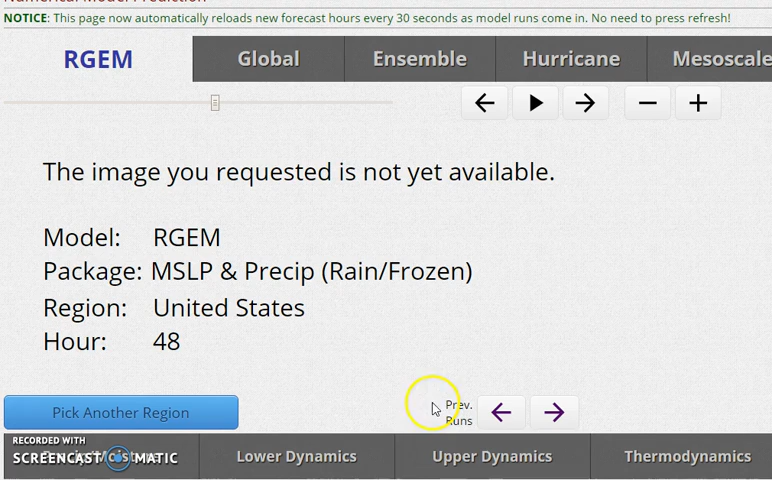 NOTICE: This page now automatically reloads new forecast hours every 30 seconds as model runs come in. No need to press refresh!
RGEM Global Ensemble Hurricane Mesoscale
The image you requested is not yet available.
Model: RGEM
Package: MSLP & Precip (Rain/Frozen)
Region: United States
Hour: 48
Pick Another Region
Prev.
Runs
RECORDED WITH
SCREENCAST MATIC
Lower Dynamics Upper Dynamics Thermodynamics